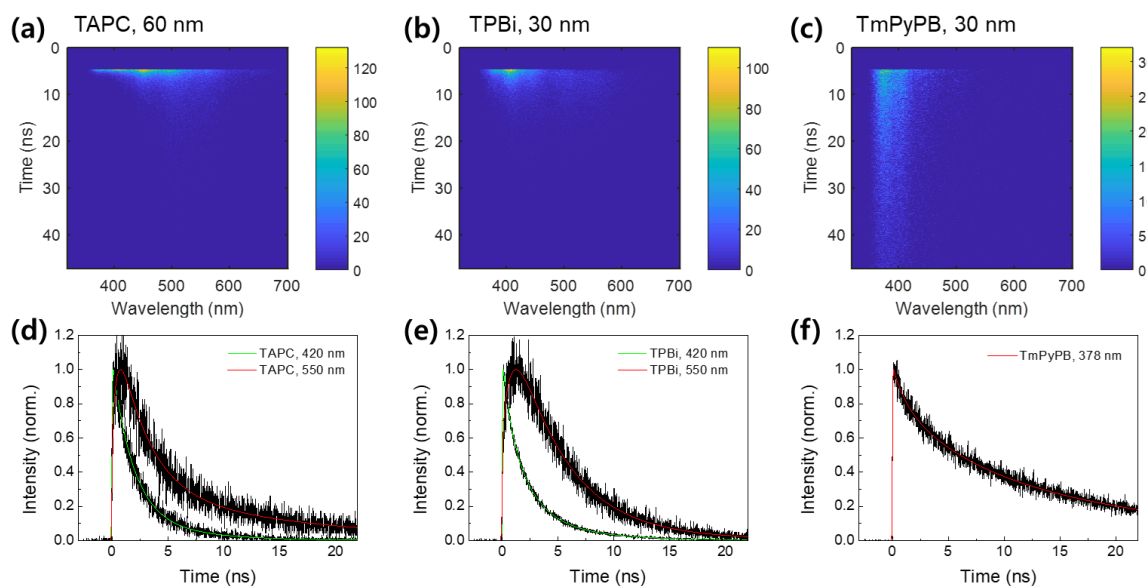 (a) TAPC, 60 nm
0
10
20
30
40
Time (ns)
400 500 600 700
Wavelength (nm)
120
100
80
60
40
20
0
(b) TPBi, 30 nm
0
10
20
30
40
Time (ns)
400 500 600 700
Wavelength (nm)
100
80
60
40
20
0
(c) TmPyPB, 30 nm
0
10
20
30
40
Time (ns)
400 500 600 700
Wavelength (nm)
3
2
2
1
1
5
0
(d)
1.2
1.0
0.8
0.6
0.4
0.2
0.0
Intensity (norm.)
TAPC, 420 nm
TAPC, 550 nm
0 5 10 15 20
Time (ns)
(e)
1.2
1.0
0.8
0.6
0.4
0.2
0.0
Intensity (norm.)
TPBi, 420 nm
TPBi, 550 nm
0 5 10 15 20
Time (ns)
(f)
1.2
1.0
0.8
0.6
0.4
0.2
0.0
Intensity (norm.)
TmPyPB, 378 nm
0 5 10 15 20
Time (ns)